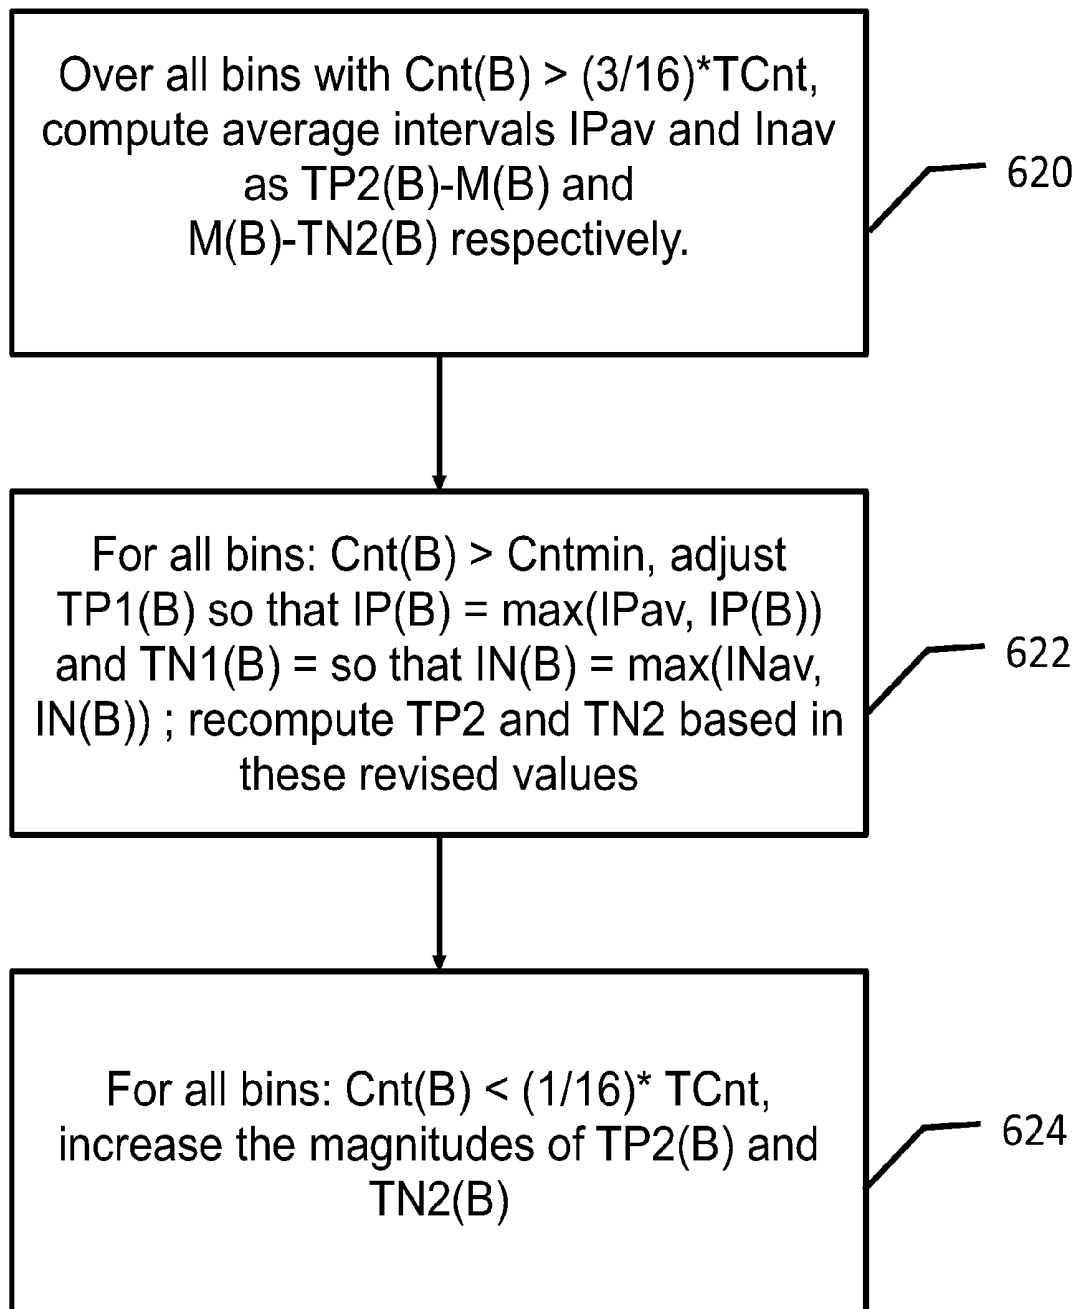 Over all bins with Cnt(B) > (3/16)*TCnt,
compute average intervals IPav and Inav
as TP2(B)-M(B) and
M(B)-TN2(B) respectively.
620
For all bins: Cnt(B) > Cntmin, adjust
TP1(B) so that IP(B) = max(IPav, IP(B))
and TN1(B) = so that IN(B) = max(INav,
IN(B)) ; recompute TP2 and TN2 based in
these revised values
622
For all bins: Cnt(B) < (1/16)* TCnt,
increase the magnitudes of TP2(B) and
TN2(B)
624